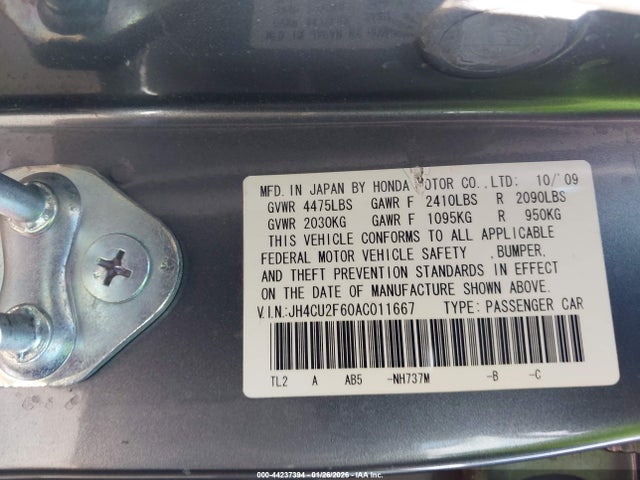 MFD. IN JAPAN BY HONDA MOTOR CO., LTD: 10/'09
GVWR 4475LBS GAWR F 2410LBS R 2090LBS
GVWR 2030KG GAWR F 1095KG R 950KG
THIS VEHICLE CONFORMS TO ALL APPLICABLE
FEDERAL MOTOR VEHICLE SAFETY , BUMPER,
AND THEFT PREVENTION STANDARDS IN EFFECT
ON THE DATE OF MANUFACTURE SHOWN ABOVE.
V.I.N.:JH4CU2F60AC011667 TYPE: PASSENGER CAR
TL2 A AB5 -NH737M -B -C
000-44237394 - 01/26/2026 - IAA, Inc.